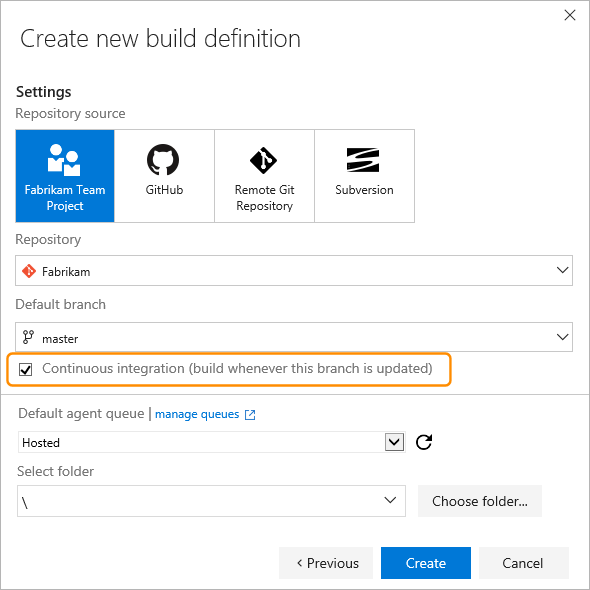 Create new build definition
Settings
Repository source
Fabrikam Team
Project
GitHub
Remote Git
Repository
Subversion
Repository
Fabrikam
Default branch
master
Continuous integration (build whenever this branch is updated)
Default agent queue | manage queues
Hosted
Select folder
\
Choose folder...
< Previous
Create
Cancel